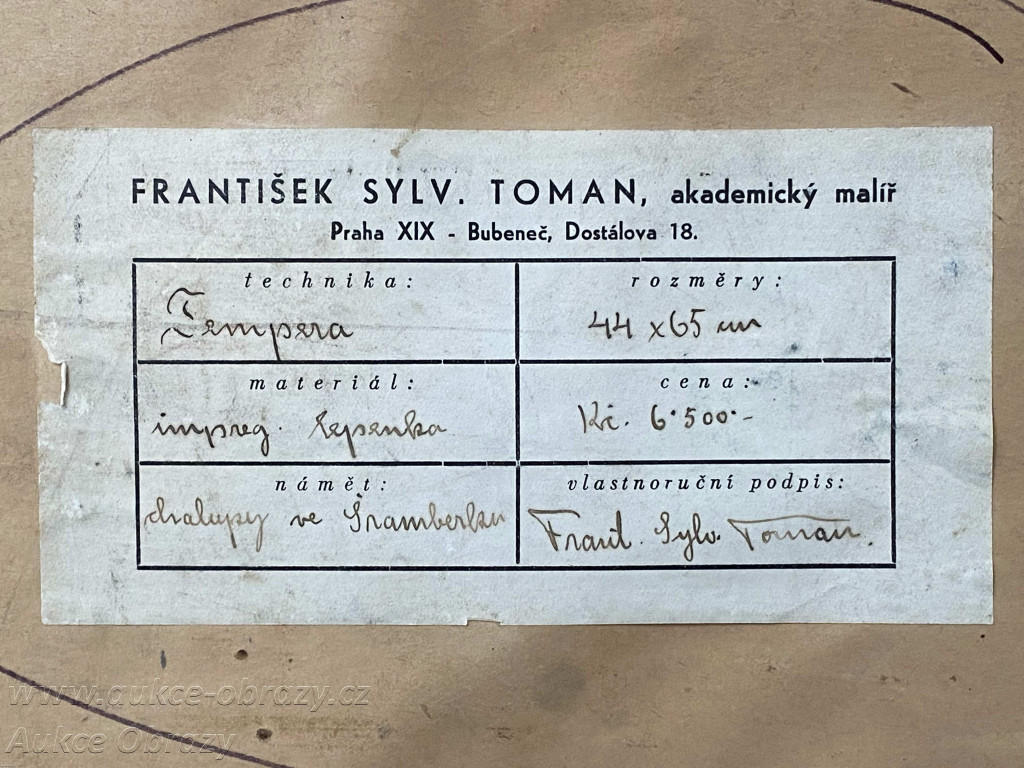 FRANTIŠEK SYLV. TOMAN, akademický malíř
Praha XIX - Bubeneč, Dostálova 18.
technika: rozměry:
Tempera 44 x 65 cm
materiál: cena:
impreg. lepenka Kč. 6.500.-
námět: vlastnoruční podpis:
chalupy ve Štramberku Frant. Sylv. Toman.
www.aukce-obrazy.cz
Aukce Obrazy